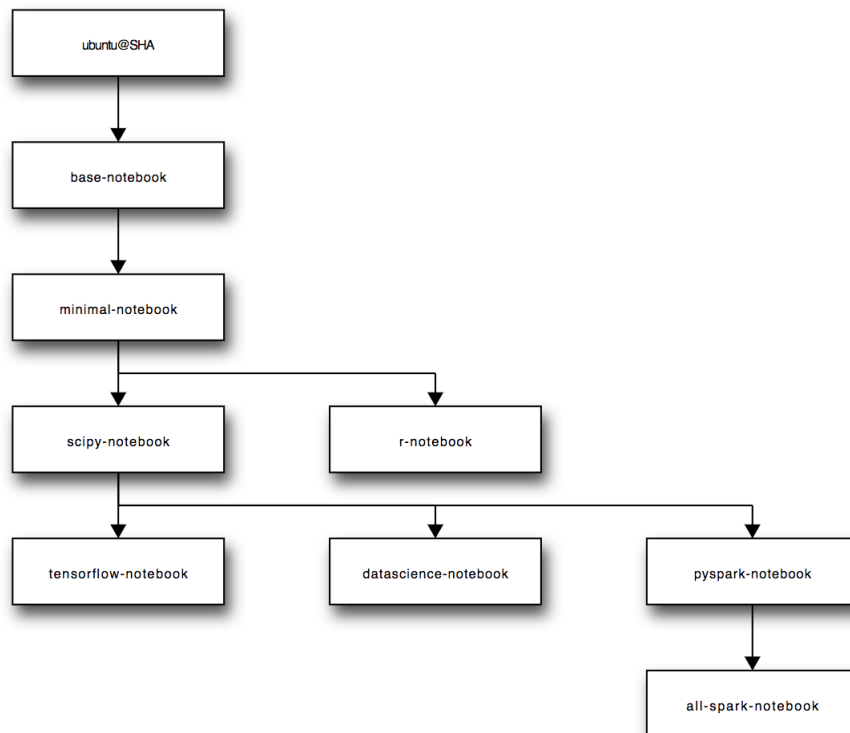 ubuntu@SHA
base-notebook
minimal-notebook
scipy-notebook
r-notebook
tensorflow-notebook
datascience-notebook
pyspark-notebook
all-spark-notebook